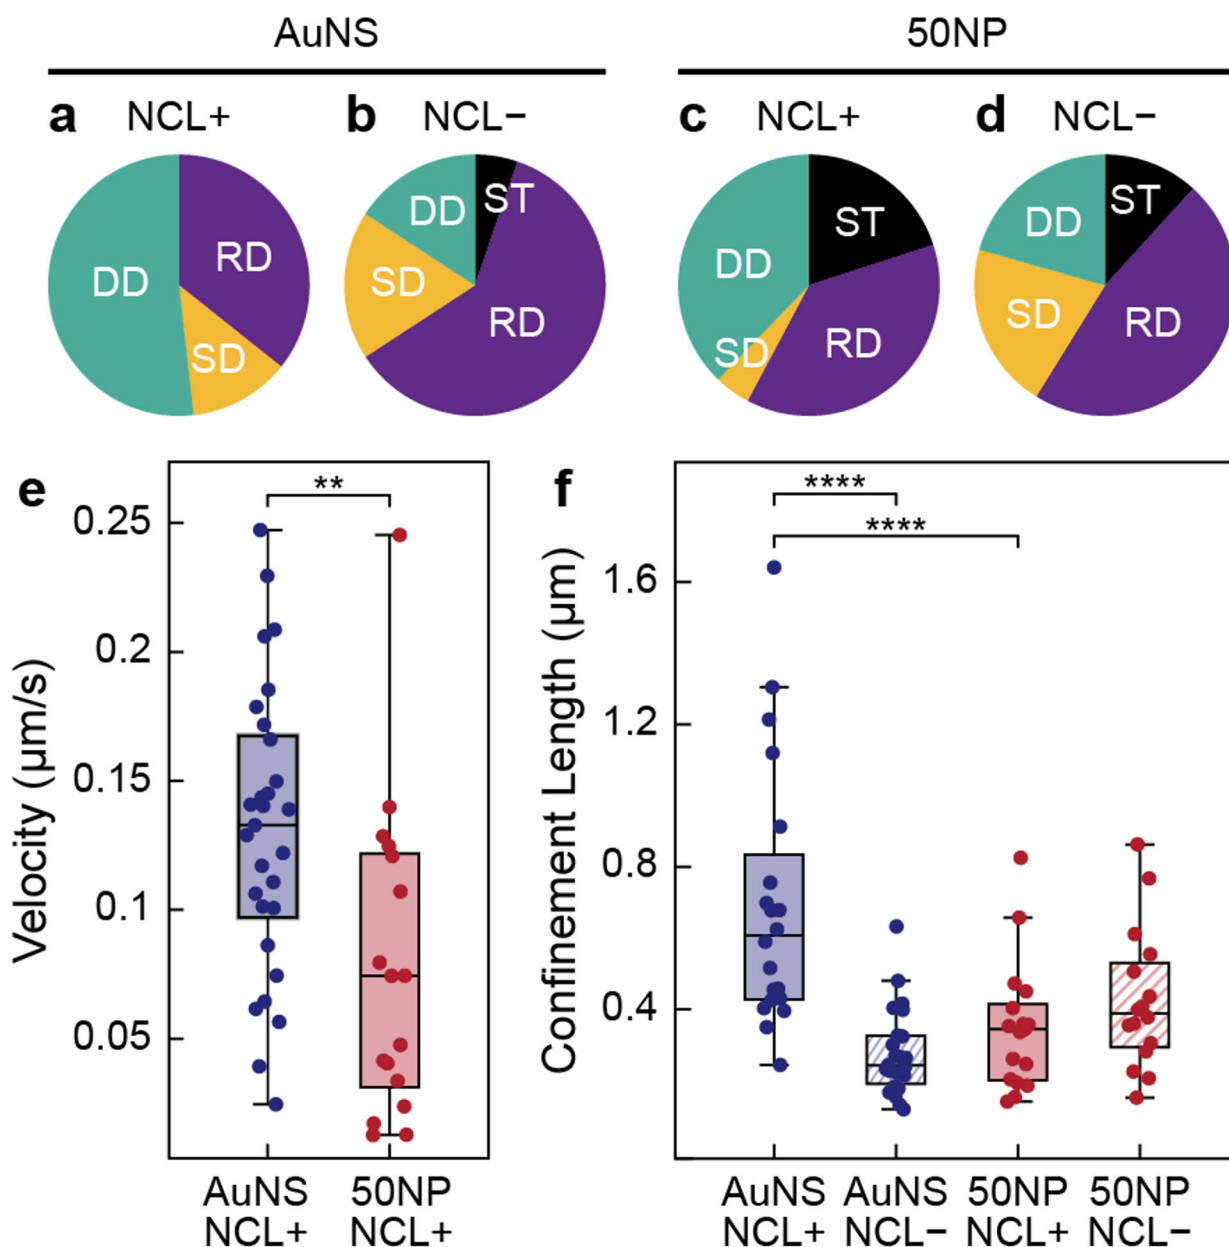 AuNS
50NP
a NCL+
b NCL−
c NCL+
d NCL−
DD
RD
SD
DD
ST
SD
RD
DD
ST
SD
RD
DD
ST
SD
RD
e
**
Velocity (μm/s)
0.25
0.2
0.15
0.1
0.05
AuNS
NCL+
50NP
NCL+
f
****
****
Confinement Length (μm)
1.6
1.2
0.8
0.4
AuNS
NCL+
AuNS
NCL−
50NP
NCL+
50NP
NCL−